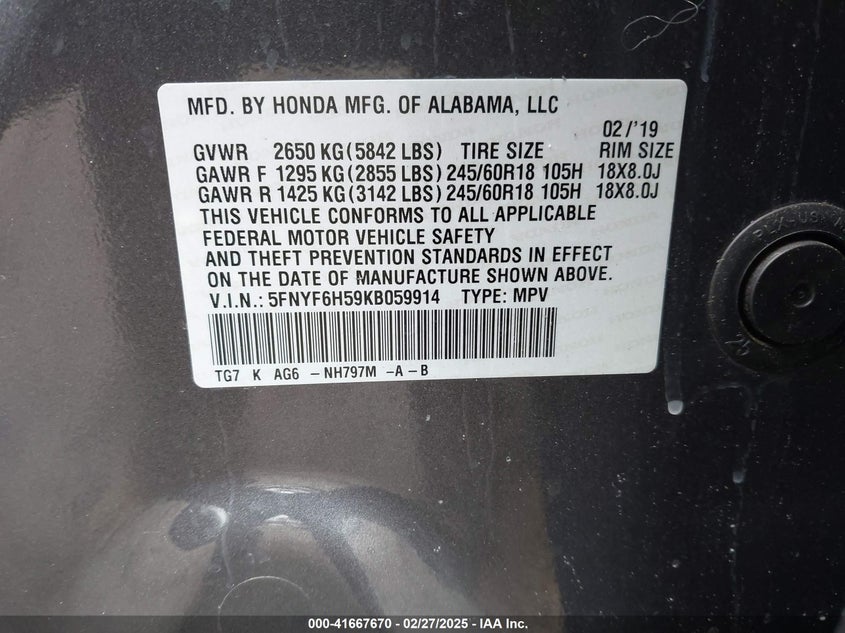 MFD. BY HONDA MFG. OF ALABAMA, LLC
02/'19
GVWR 2650 KG(5842 LBS) TIRE SIZE RIM SIZE
GAWR F 1295 KG(2855 LBS) 245/60R18 105H 18X8.0J
GAWR R 1425 KG(3142 LBS) 245/60R18 105H 18X8.0J
THIS VEHICLE CONFORMS TO ALL APPLICABLE
FEDERAL MOTOR VEHICLE SAFETY
AND THEFT PREVENTION STANDARDS IN EFFECT
ON THE DATE OF MANUFACTURE SHOWN ABOVE.
V.I.N.: 5FNYF6H59KB059914 TYPE: MPV
TG7 K AG6 -NH797M -A-B
25
000-41667670 - 02/27/2025 - IAA Inc.